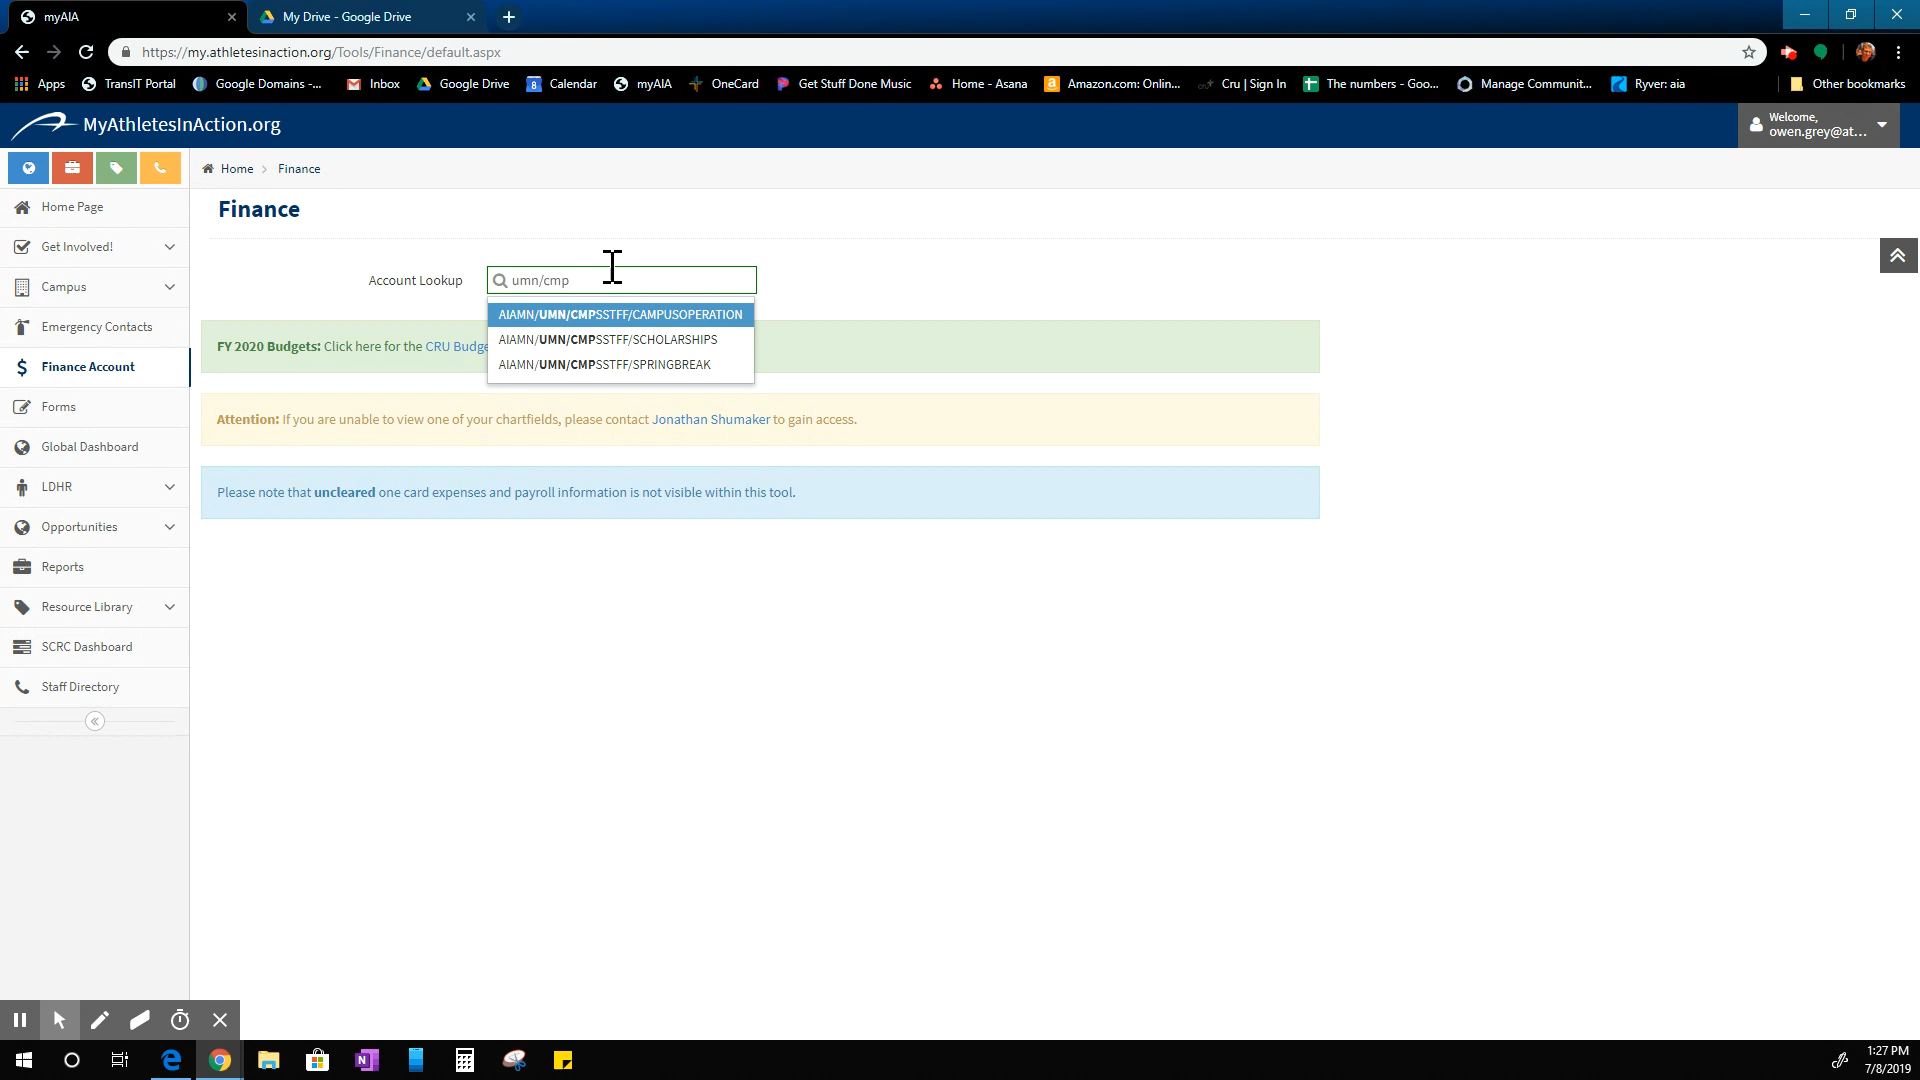 myAIA
My Drive - Google Drive
https://my.athletesinaction.org/Tools/Finance/default.aspx
Apps
TransIT Portal
Google Domains -...
Inbox
Google Drive
8
Calendar
myAIA
OneCard
Get Stuff Done Music
Home - Asana
Amazon.com: Onlin...
Cru | Sign In
The numbers - Goo...
Manage Communit...
Ryver: aia
Other bookmarks
MyAthletesInAction.org
Welcome,
owen.grey@at...
Home > Finance
Home Page
Get Involved!
Campus
Emergency Contacts
Finance Account
Forms
Global Dashboard
LDHR
Opportunities
Reports
Resource Library
SCRC Dashboard
Staff Directory
Finance
Account Lookup
umn/cmp
AIAMN/UMN/CMPSSTFF/CAMPUSOPERATION
AIAMN/UMN/CMPSSTFF/SCHOLARSHIPS
AIAMN/UMN/CMPSSTFF/SPRINGBREAK
FY 2020 Budgets: Click here for the CRU Budge
Attention: If you are unable to view one of your chartfields, please contact Jonathan Shumaker to gain access.
Please note that uncleared one card expenses and payroll information is not visible within this tool.
1:27 PM
7/8/2019